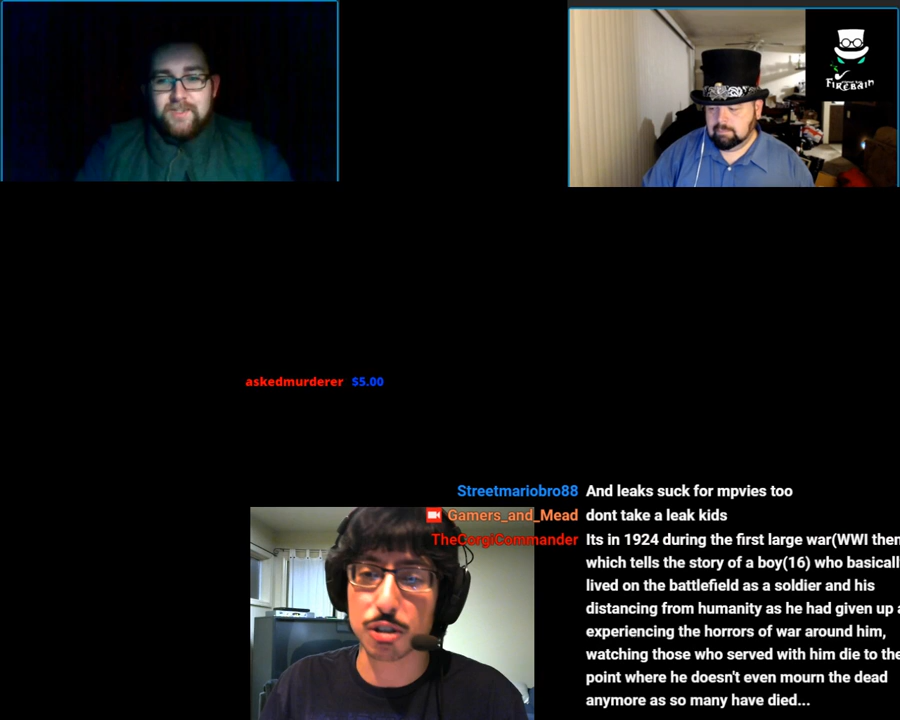 FIREBAIN
askedmurderer $5.00
Streetmariobro88 And leaks suck for mpvies too
Gamers_and_Mead dont take a leak kids
TheCorgiCommander Its in 1924 during the first large war(WWI then
which tells the story of a boy(16) who basicall
lived on the battlefield as a soldier and his
distancing from humanity as he had given up a
experiencing the horrors of war around him,
watching those who served with him die to the
point where he doesn't even mourn the dead
anymore as so many have died...